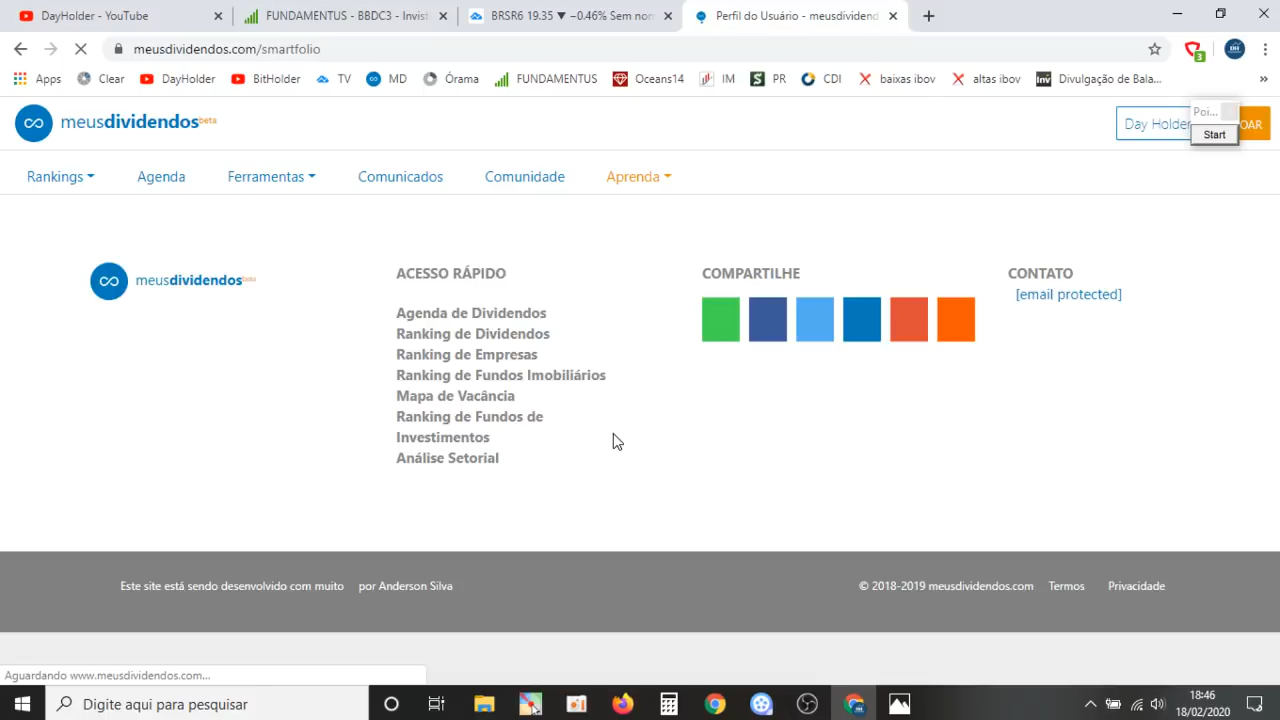 DayHolder - YouTube
FUNDAMENTUS - BBDC3 - Invist
BRSR6 19.35 ▼ −0.46% Sem nom
Perfil do Usuário - meusdividend
meusdividendos.com/smartfolio
3
Apps
Clear
DayHolder
BitHolder
TV
MD
Órama
FUNDAMENTUS
Oceans14
IM
PR
CDI
baixas ibov
altas ibov
Divulgação de Bala...
»
meusdividendos beta
Day Holder
OAR
Poi...
Start
Rankings
Agenda
Ferramentas
Comunicados
Comunidade
Aprenda
meusdividendos beta
ACESSO RÁPIDO
Agenda de Dividendos
Ranking de Dividendos
Ranking de Empresas
Ranking de Fundos Imobiliários
Mapa de Vacância
Ranking de Fundos de
Investimentos
Análise Setorial
COMPARTILHE
CONTATO
[email protected]
Este site está sendo desenvolvido com muito por Anderson Silva
© 2018-2019 meusdividendos.com Termos Privacidade
Aguardando www.meusdividendos.com...
Digite aqui para pesquisar
18:46
18/02/2020